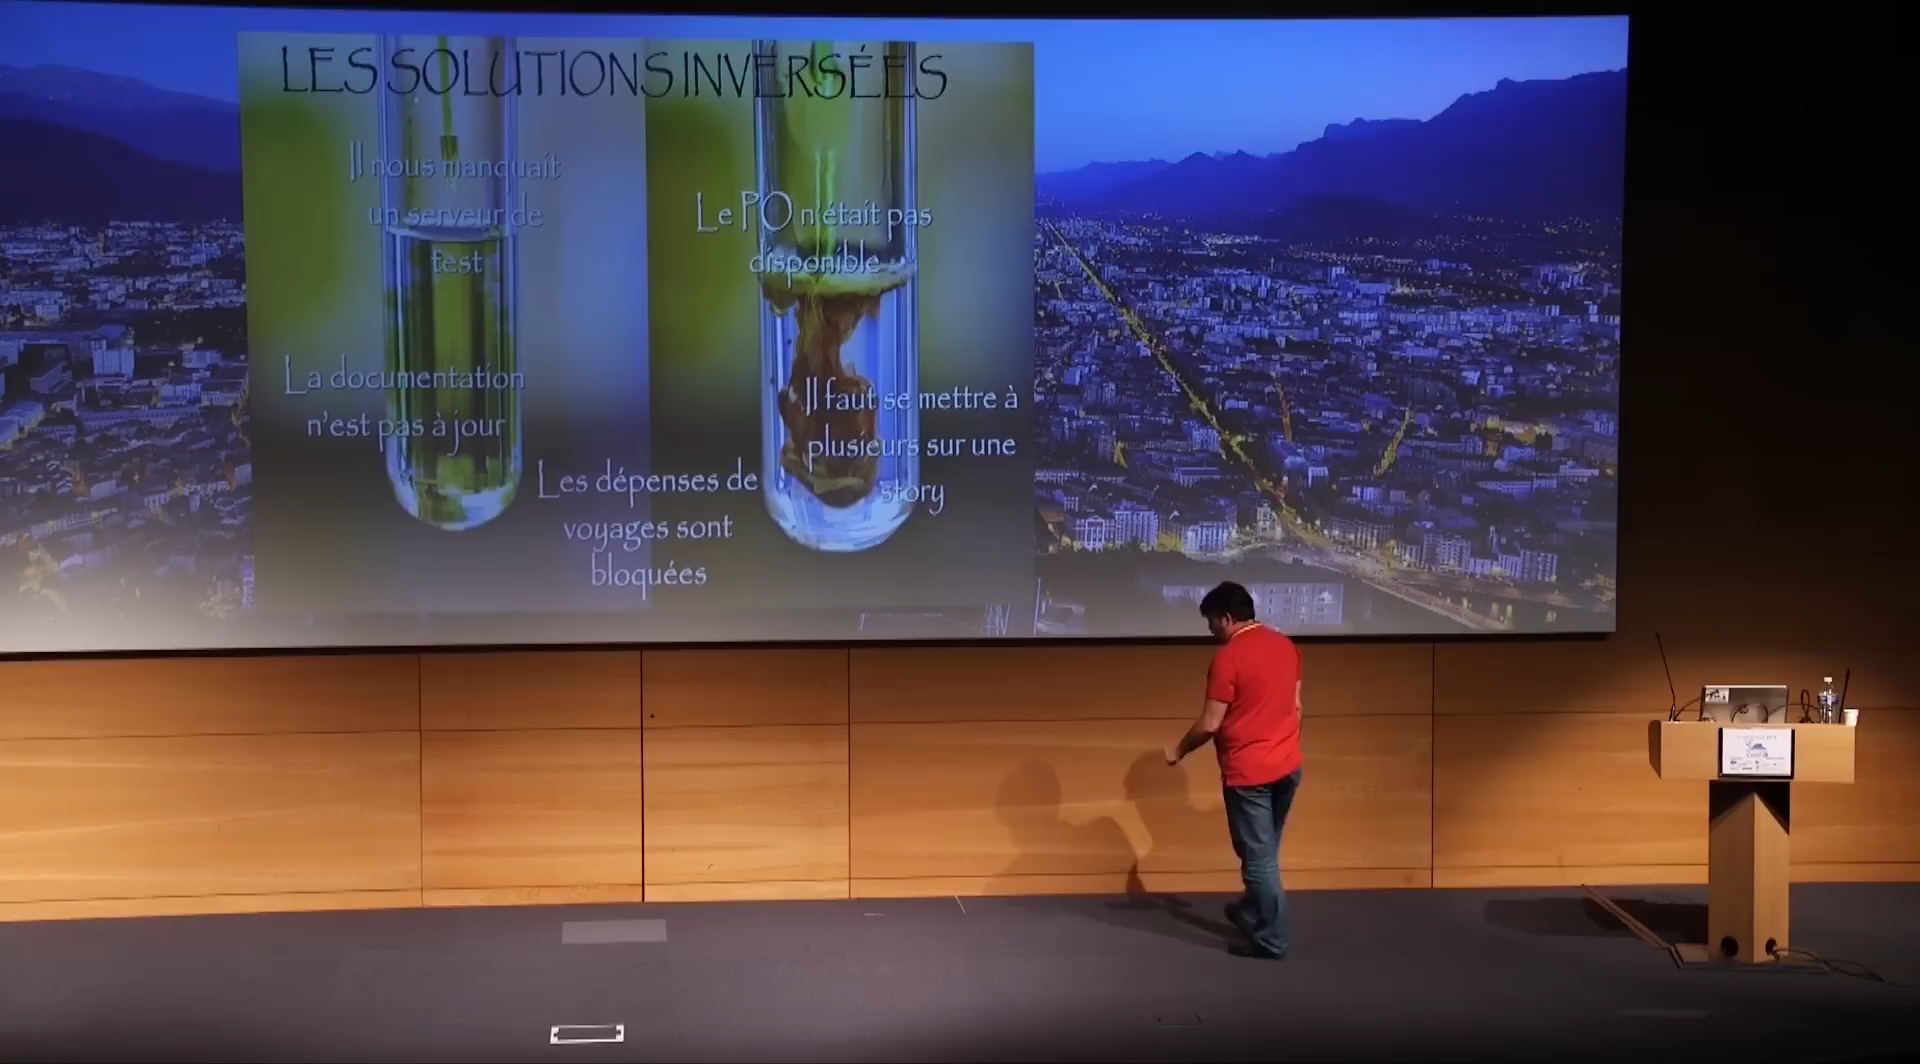 LES SOLUTIONS INVERSÉES
Il nous manquait
un serveur de
test
Le PO n'était pas
disponible
La documentation
n'est pas à jour
Il faut se mettre à
plusieurs sur une
story
Les dépenses de
voyages sont
bloquées